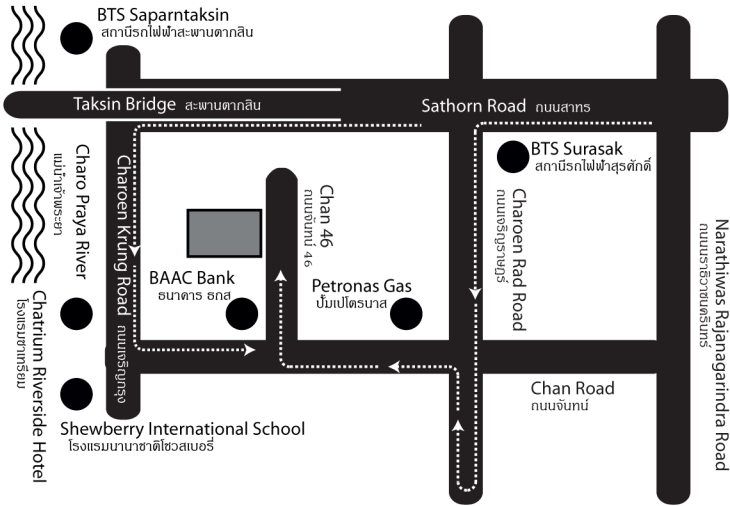 BTS Saparntaksin
สถานีรถไฟฟ้าสะพานตากสิน
Taksin Bridge สะพานตากสิน
Sathorn Road ถนนสาทร
BTS Surasak
สถานีรถไฟฟ้าสุรศักดิ์
Charo Praya River
แม่น้ำเจ้าพระยา
Charoen Krung Road ถนนเจริญกรุง
Chan 46
ถนนจันทน์ 46
Charoen Rad Road
ถนนเจริญราษฎร์
Narathiwas Rajanagarindra Road
ถนนนราธิวาชนครินทร์
BAAC Bank
ธนาคาร ธกส
Petronas Gas
ปั๊มเปโตรนาส
Chatrium Riverside Hotel
โรงแรมชาเทรียม
Chan Road
ถนนจันทน์
Shewberry International School
โรงแรมนานาชาติโชวสเบอรี่